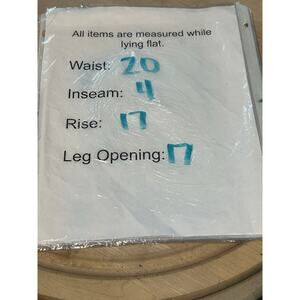 All items are measured while
lying flat.
Waist: 20
Inseam: 4
Rise: 17
Leg Opening: 17